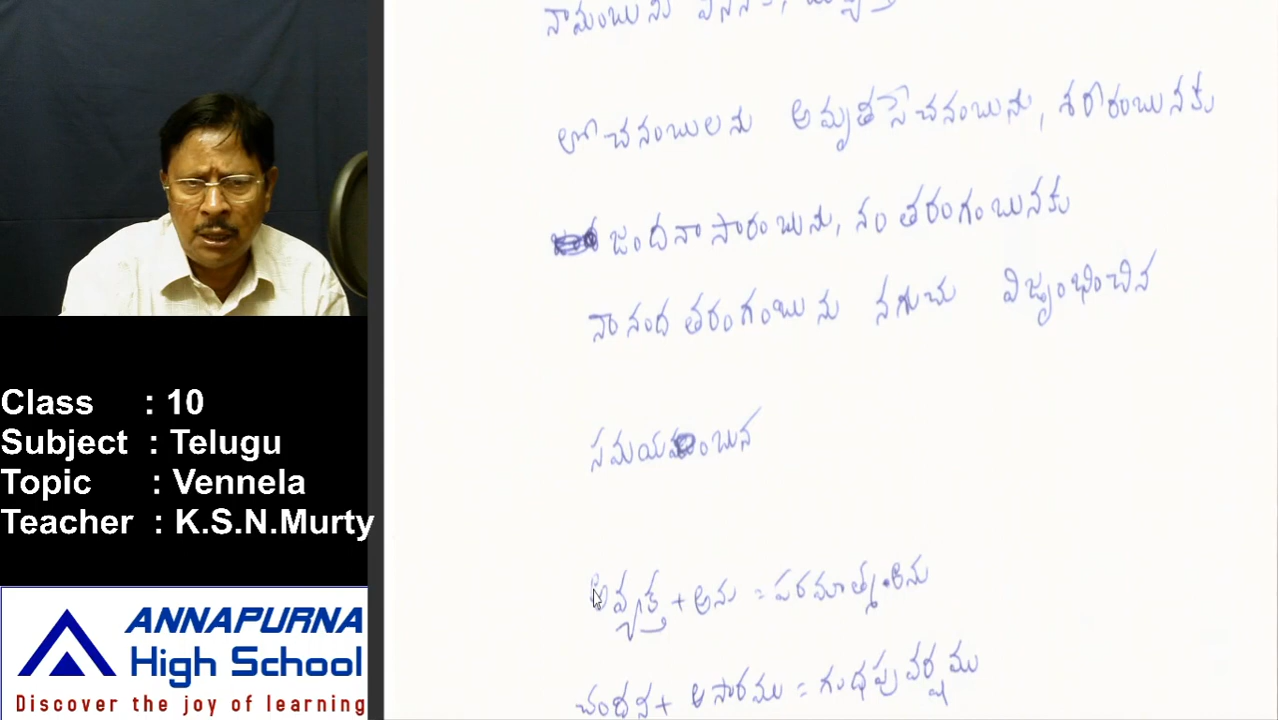 లోచనంబులను అమృతసేచనంబును, శరీరంబునకు
జందనాసారంబును, నం తరంగంబునకు
నానంద తరంగంబును నగుచు విజృంభించిన
సమయంబున
అవ్యక్త + అను = పరమాత్మ అను
చందన + ఆసారము = గంధపు వర్షము
Class : 10
Subject : Telugu
Topic : Vennela
Teacher : K.S.N.Murty
ANNAPURNA
High School
Discover the joy of learning